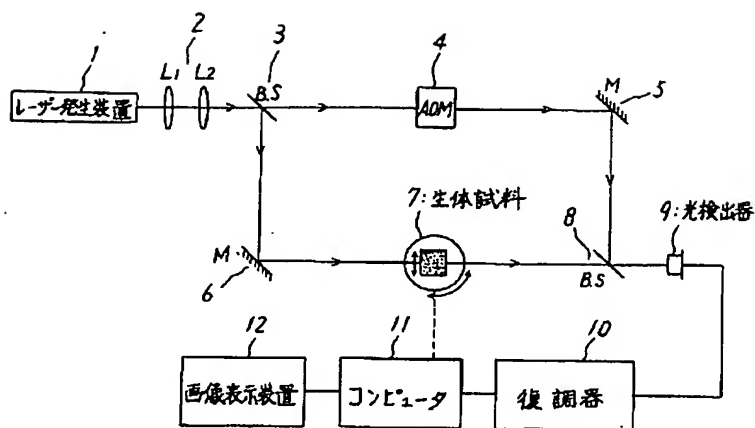 1
レーザー発生装置
2
L1 L2
3
B.S
4
AOM
M
5
M
6
7:生体試料
8
B.S
9:光検出器
12
画像表示装置
11
コンピュータ
10
復調器